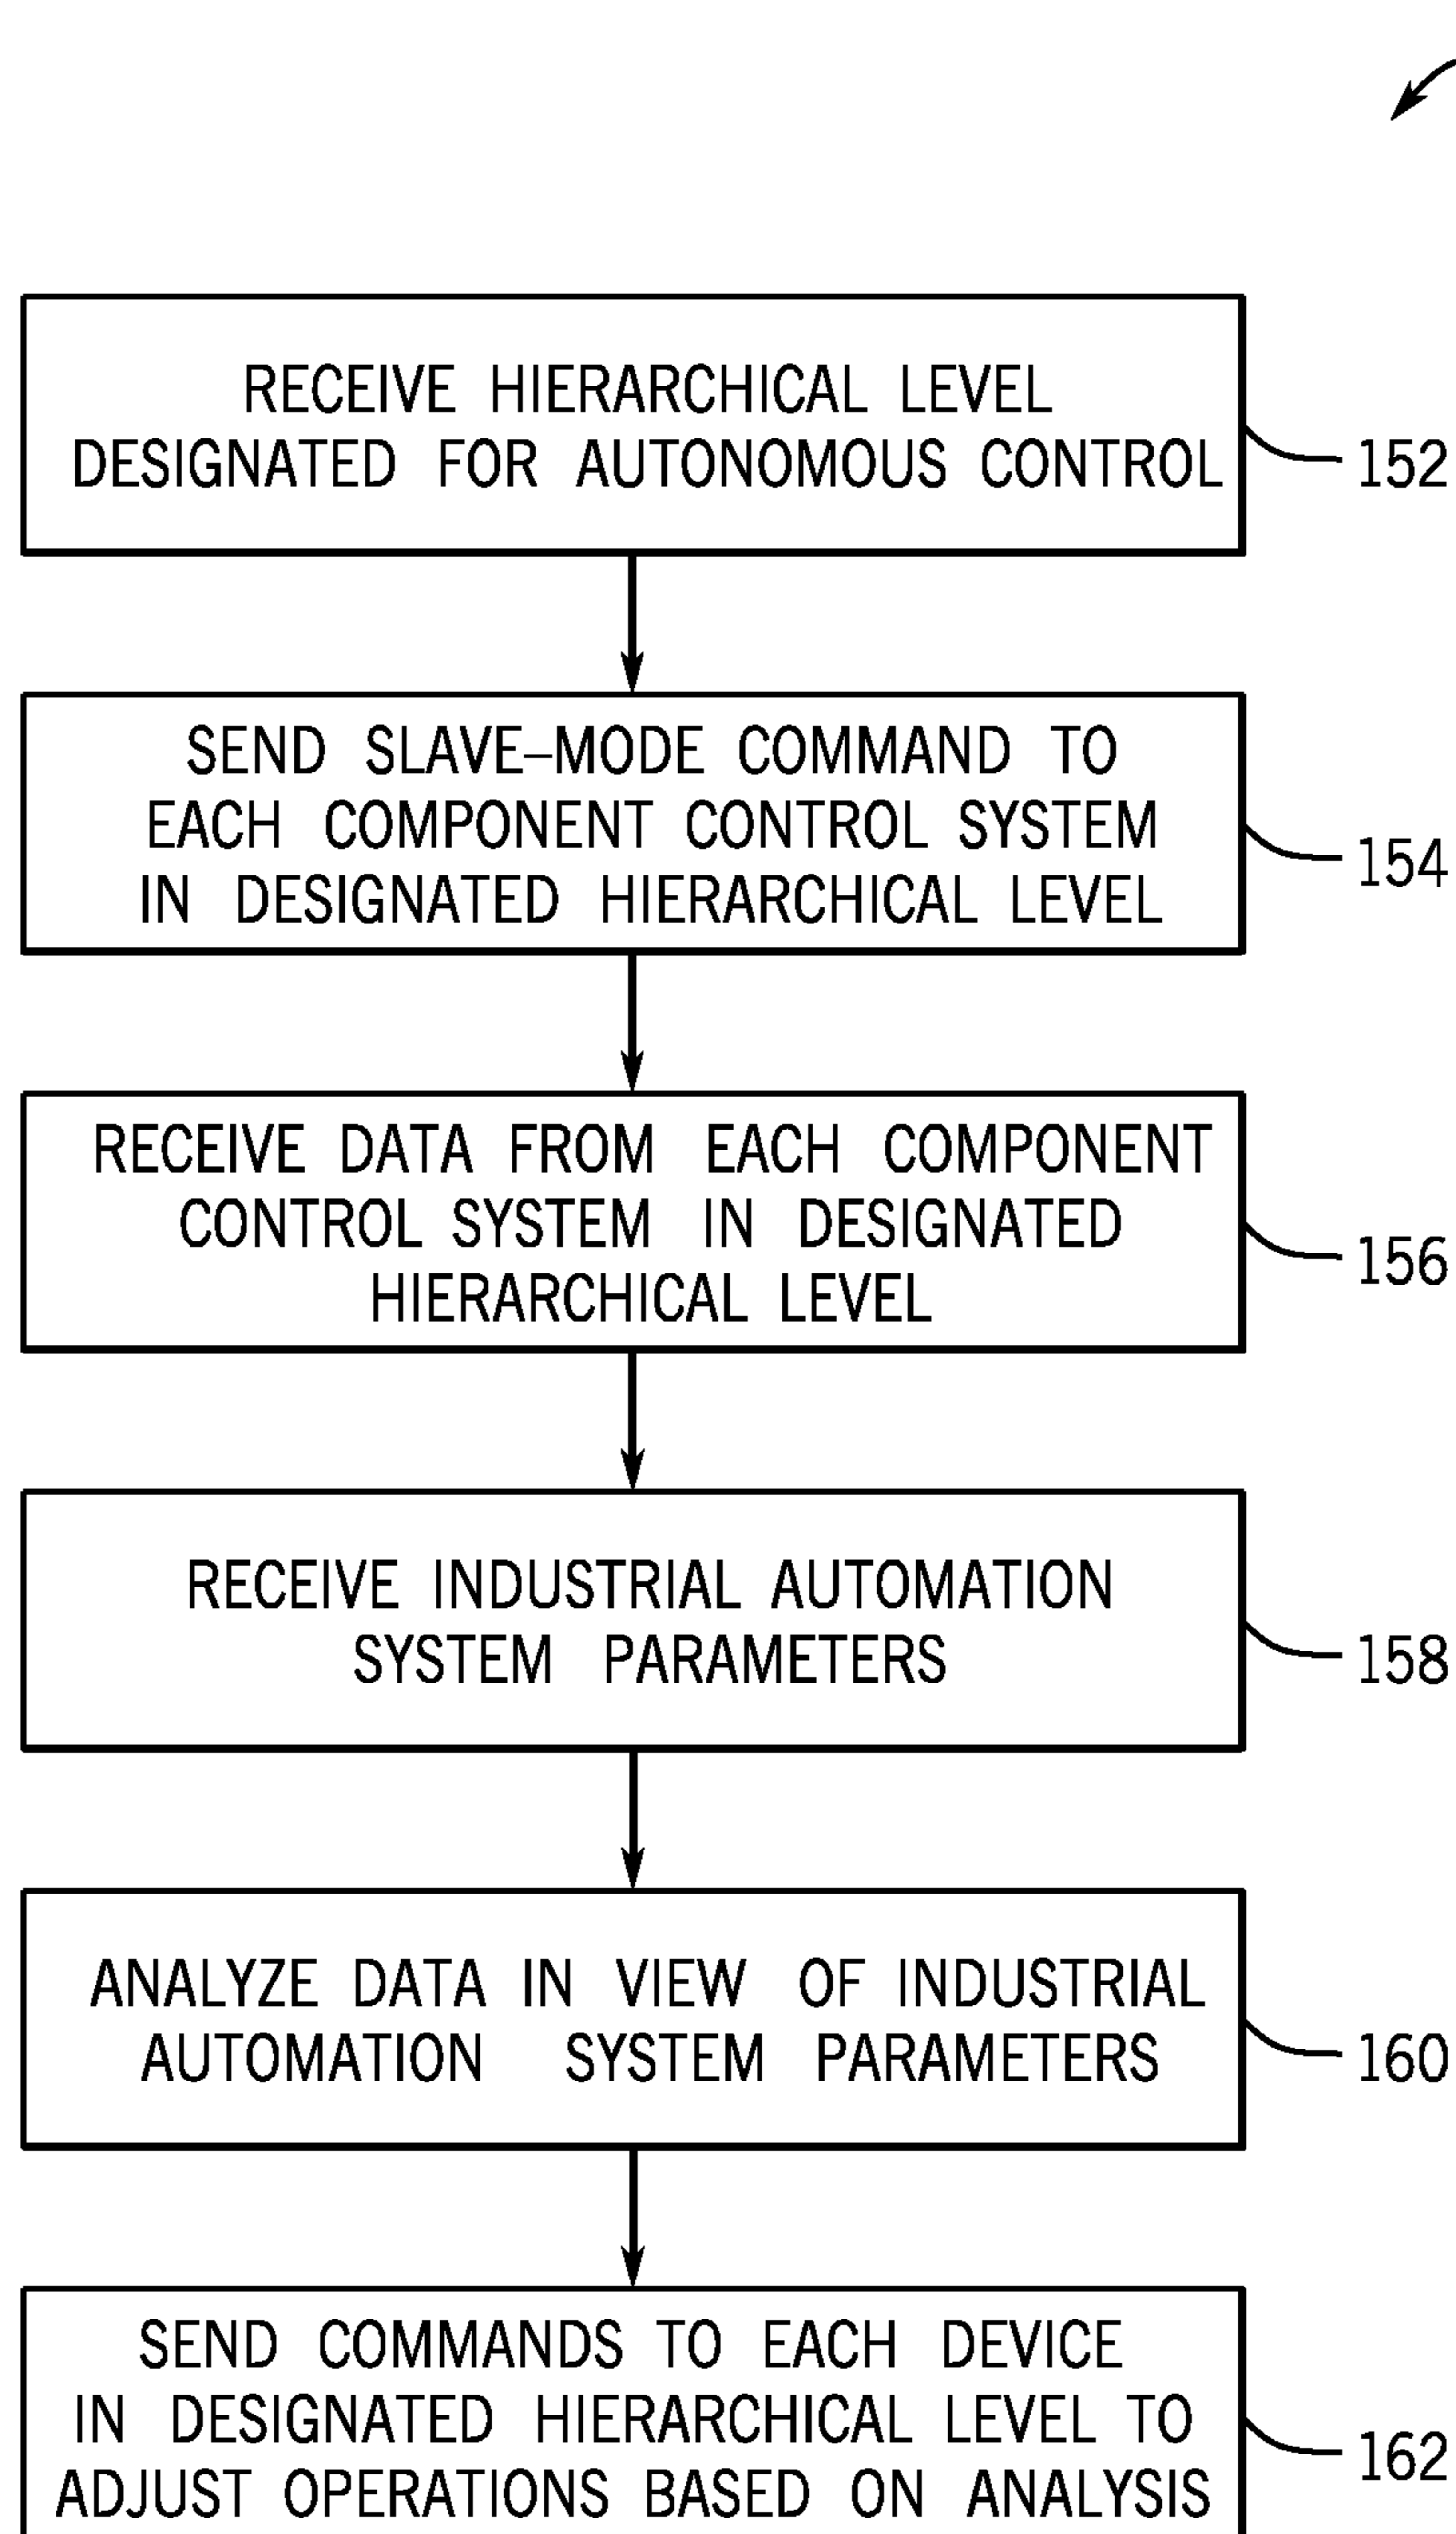 RECEIVE HIERARCHICAL LEVEL
DESIGNATED FOR AUTONOMOUS CONTROL
152
SEND SLAVE–MODE COMMAND TO
EACH COMPONENT CONTROL SYSTEM
IN DESIGNATED HIERARCHICAL LEVEL
154
RECEIVE DATA FROM EACH COMPONENT
CONTROL SYSTEM IN DESIGNATED
HIERARCHICAL LEVEL
156
RECEIVE INDUSTRIAL AUTOMATION
SYSTEM PARAMETERS
158
ANALYZE DATA IN VIEW OF INDUSTRIAL
AUTOMATION SYSTEM PARAMETERS
160
SEND COMMANDS TO EACH DEVICE
IN DESIGNATED HIERARCHICAL LEVEL TO
ADJUST OPERATIONS BASED ON ANALYSIS
162